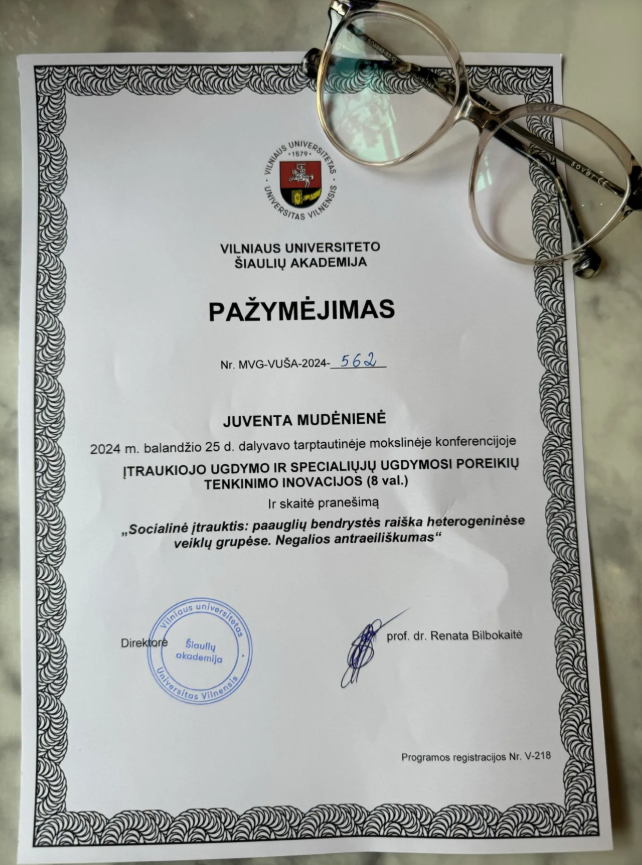 VILNIAUS UNIVERSITETAS
1579
UNIVERSITAS VILNENSIS
VILNIAUS UNIVERSITETO
ŠIAULIŲ AKADEMIJA
PAŽYMĖJIMAS
Nr. MVG-VUŠA-2024- 562
JUVENTA MUDĖNIENĖ
2024 m. balandžio 25 d. dalyvavo tarptautinėje mokslinėje konferencijoje
ĮTRAUKIOJO UGDYMO IR SPECIALIŲJŲ UGDYMOSI POREIKIŲ
TENKINIMO INOVACIJOS (8 val.)
Ir skaitė pranešimą
„Socialinė įtrauktis: paauglių bendrystės raiška heterogeninėse
veiklų grupėse. Negalios antraeiliškumas“
Direktorė
Vilniaus universitetas
Šiaulių
akademija
Universitas Vilnensis
prof. dr. Renata Bilbokaitė
Programos registracijos Nr. V-218